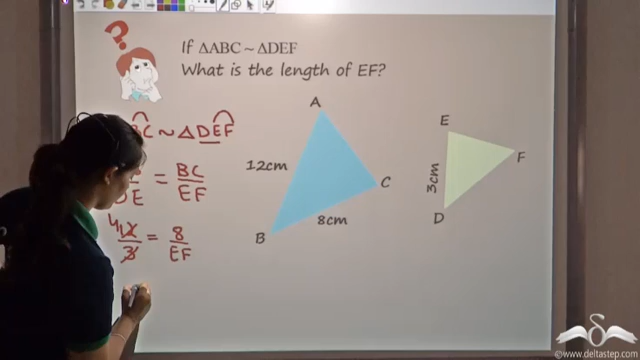 If ΔABC ~ ΔDEF
What is the length of EF?
C ~ Δ DEF
DE = BC/EF
4 12/3 = 8/EF
A
12cm
B
8cm
C
E
3cm
D
F
©www.deltastep.com